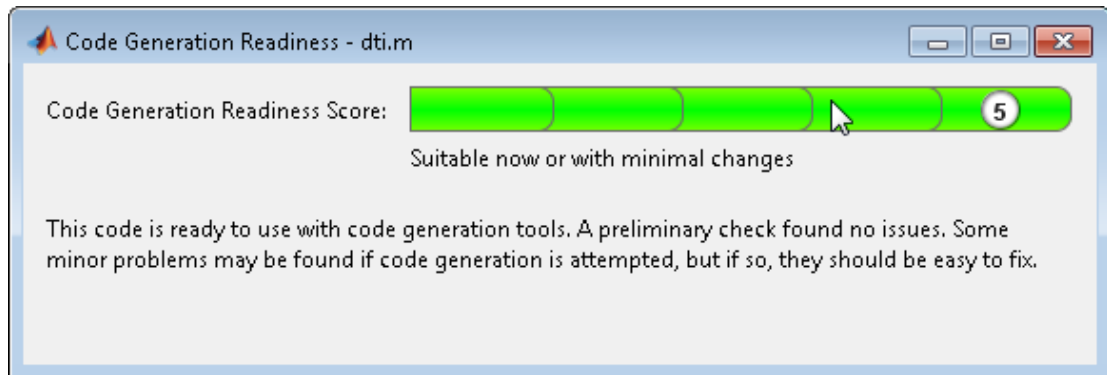 Code Generation Readiness - dti.m
Code Generation Readiness Score:
5
Suitable now or with minimal changes
This code is ready to use with code generation tools. A preliminary check found no issues. Some
minor problems may be found if code generation is attempted, but if so, they should be easy to fix.